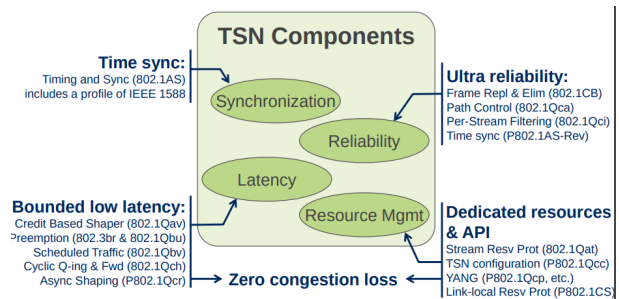 TSN Components
Time sync:
Timing and Sync (802.1AS)
includes a profile of IEEE 1588
Synchronization
Ultra reliability:
Frame Repl & Elim (802.1CB)
Path Control (802.1Qca)
Per-Stream Filtering (802.1Qci)
Time sync (P802.1AS-Rev)
Reliability
Latency
Resource Mgmt
Bounded low latency:
Credit Based Shaper (802.1Qav)
Preemption (802.3br & 802.1Qbu)
Scheduled Traffic (802.1Qbv)
Cyclic Q-ing & Fwd (802.1Qch)
Async Shaping (P802.1Qcr)
Zero congestion loss
Dedicated resources
& API
Stream Resv Prot (802.1Qat)
TSN configuration (P802.1Qcc)
YANG (P802.1Qcp, etc.)
Link-local Resv Prot (P802.1CS)